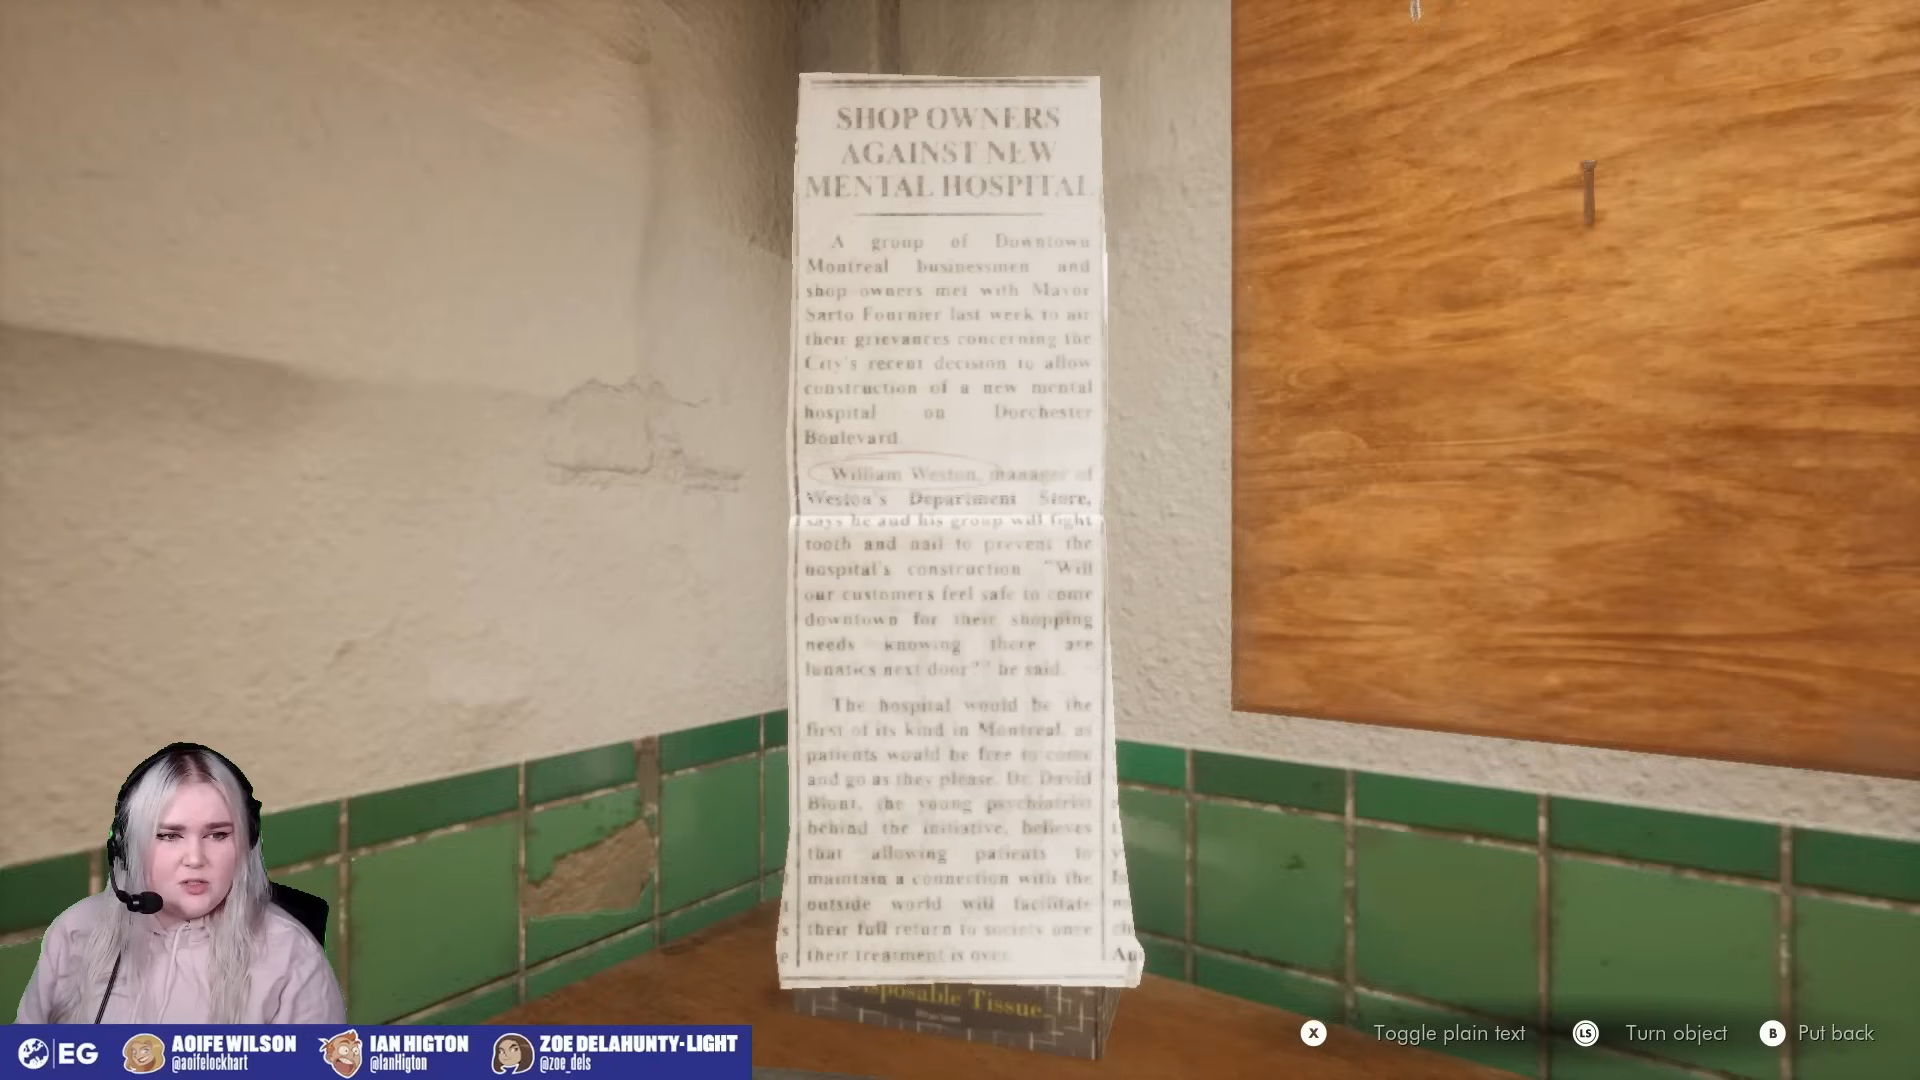 SHOP OWNERS
AGAINST NEW
MENTAL HOSPITAL
A group of Downtown
Montreal businessmen and
shop owners met with Mayor
Sarto Fournier last week to air
their grievances concerning the
City's recent decision to allow
construction of a new mental
hospital on Dorchester
Boulevard
William Weston, manager of
Weston's Department Store,
says he and his group will fight
tooth and nail to prevent the
hospital's construction. "Will
our customers feel safe to come
downtown for their shopping
needs knowing there are
lunatics next door?" he said.
The hospital would be the
first of its kind in Montreal, as
patients would be free to come
and go as they please. Dr. David
Blunt, the young psychiatrist
behind the initiative, believes
that allowing patients to
maintain a connection with the
outside world will facilitate
their full return to society once
their treatment is over.
Disposable Tissue
X Toggle plain text
LS Turn object
B Put back
EG
AOIFE WILSON
@aoifelockhart
IAN HIGTON
@IanHigton
ZOE DELAHUNTY-LIGHT
@zoe_dels